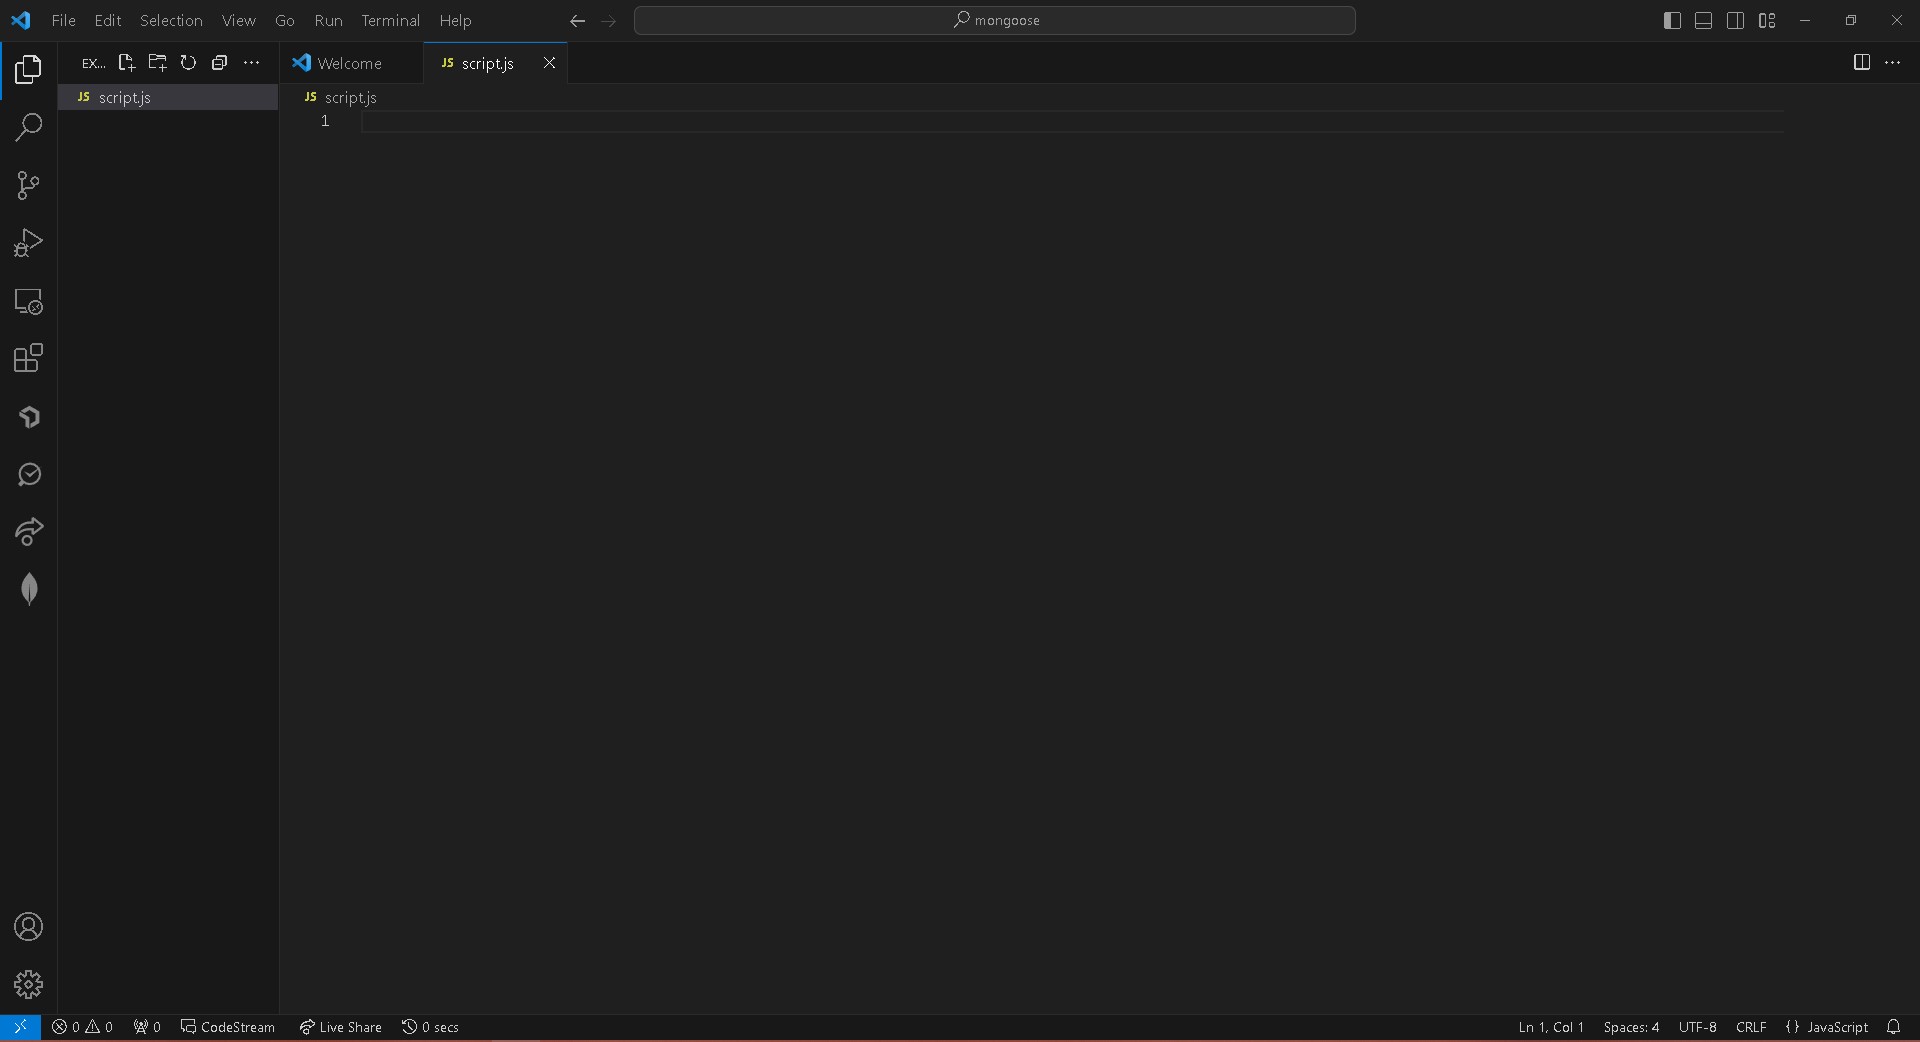 File Edit Selection View Go Run Terminal Help mongoose
EX... Welcome JS script.js
JS script.js JS script.js
1
0 0 0 CodeStream Live Share 0 secs Ln 1, Col 1 Spaces: 4 UTF-8 CRLF {} JavaScript